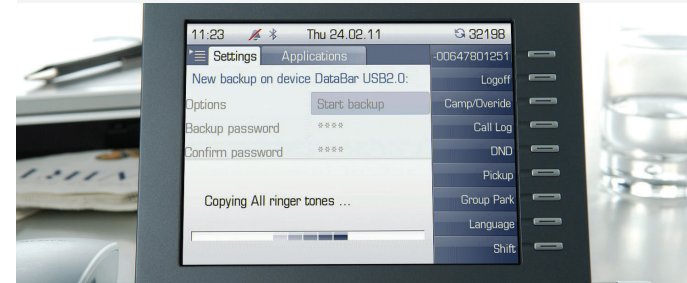 11:23 Thu 24.02.11 32198
Settings Applications
-00647801251
New backup on device DataBar USB2.0:
Logoff
Options Start backup
Camp/Overide
Backup password ****
Call Log
Confirm password ****
DND
Pickup
Copying All ringer tones ...
Group Park
Language
Shift